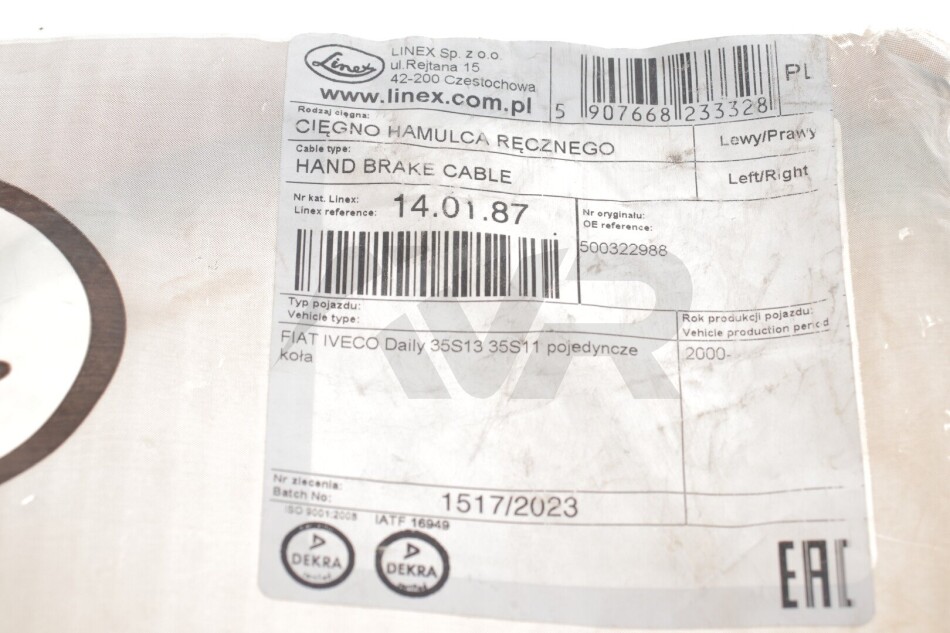 Linex
LINEX Sp. z o.o.
ul.Rejtana 15
42-200 Czestochowa
www.linex.com.pl
5 907668 233328
PL
Rodzaj cięgna:
CIĘGNO HAMULCA RĘCZNEGO
Lewy/Prawy
Cable type:
HAND BRAKE CABLE
Left/Right
Nr kat. Linex:
Linex reference:
14.01.87
Nr oryginału:
OE reference:
500322988
Typ pojazdu:
Vehicle type:
FIAT IVECO Daily 35S13 35S11 pojedyncze
koła
Rok produkcji pojazdu:
Vehicle production period
2000-
Nr zlecenia:
Batch No:
1517/2023
ISO 9001:2008
IATF 16949
DEKRA
DEKRA
EAC